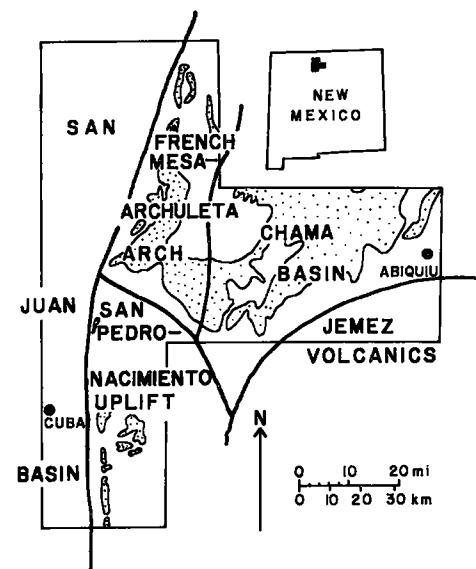 SAN
JUAN
BASIN
NEW
MEXICO
FRENCH
MESA
ARCHULETA
ARCH
CHAMA
BASIN
ABIQUIU
SAN
PEDRO
JEMEZ
VOLCANICS
NACIMIENTO
UPLIFT
CUBA
N
0 10 20 mi
0 10 20 30 km